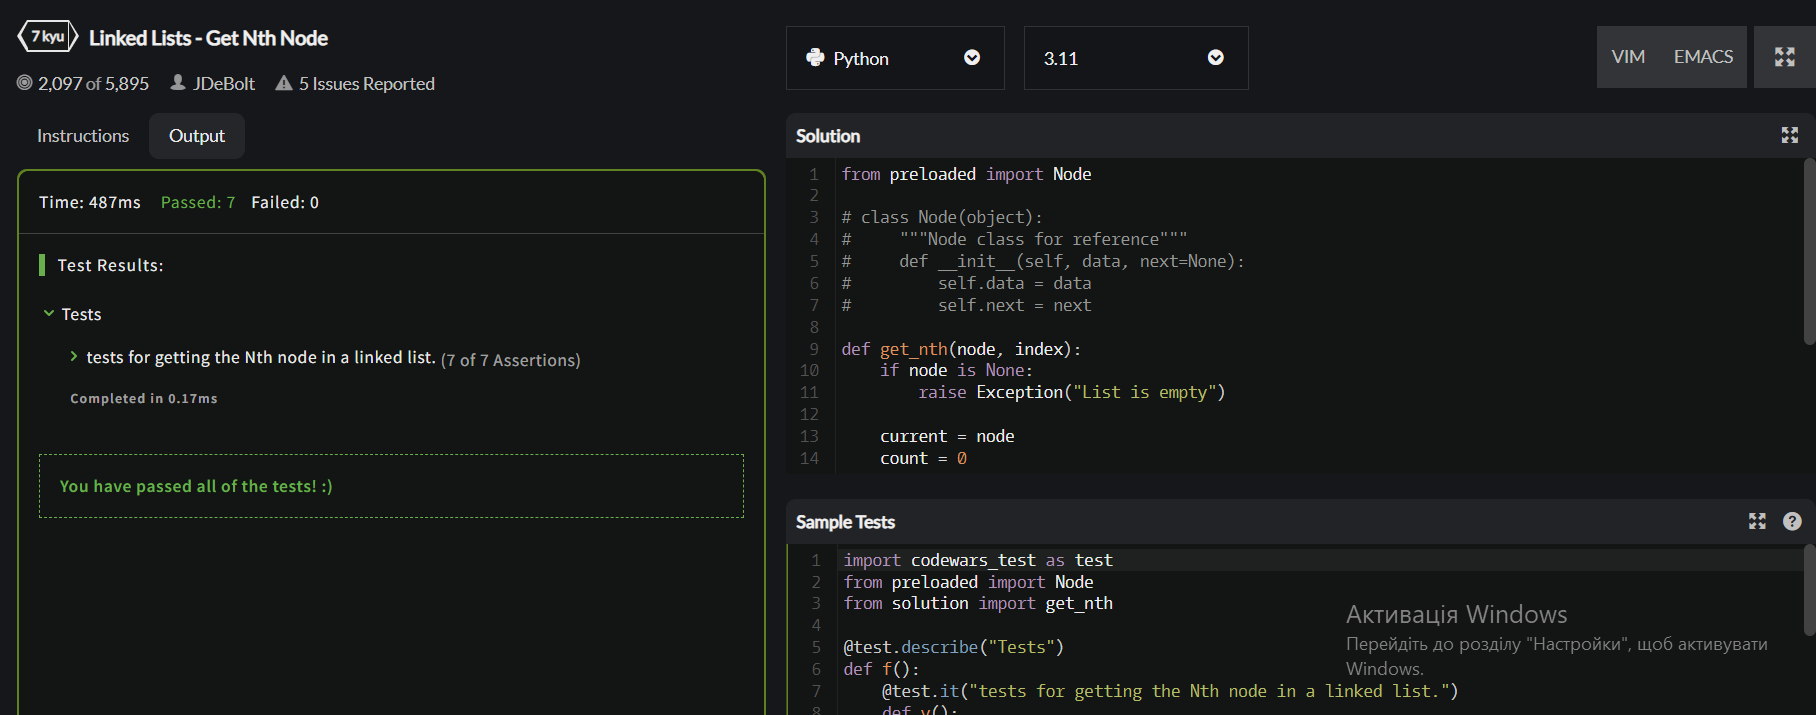 7 kyu
Linked Lists - Get Nth Node
2,097 of 5,895 JDeBolt 5 Issues Reported
Instructions Output
Time: 487ms Passed: 7 Failed: 0
Test Results:
Tests
tests for getting the Nth node in a linked list. (7 of 7 Assertions)
Completed in 0.17ms
You have passed all of the tests! :)
Python 3.11 VIM EMACS
Solution
1 from preloaded import Node
2
3 # class Node(object):
4 #     """Node class for reference"""
5 #     def __init__(self, data, next=None):
6 #         self.data = data
7 #         self.next = next
8
9 def get_nth(node, index):
10     if node is None:
11         raise Exception("List is empty")
12
13     current = node
14     count = 0
Sample Tests
1 import codewars_test as test
2 from preloaded import Node
3 from solution import get_nth
4
5 @test.describe("Tests")
6 def f():
7     @test.it("tests for getting the Nth node in a linked list.")
8     def y():
Активація Windows
Перейдіть до розділу "Настройки", щоб активувати
Windows.